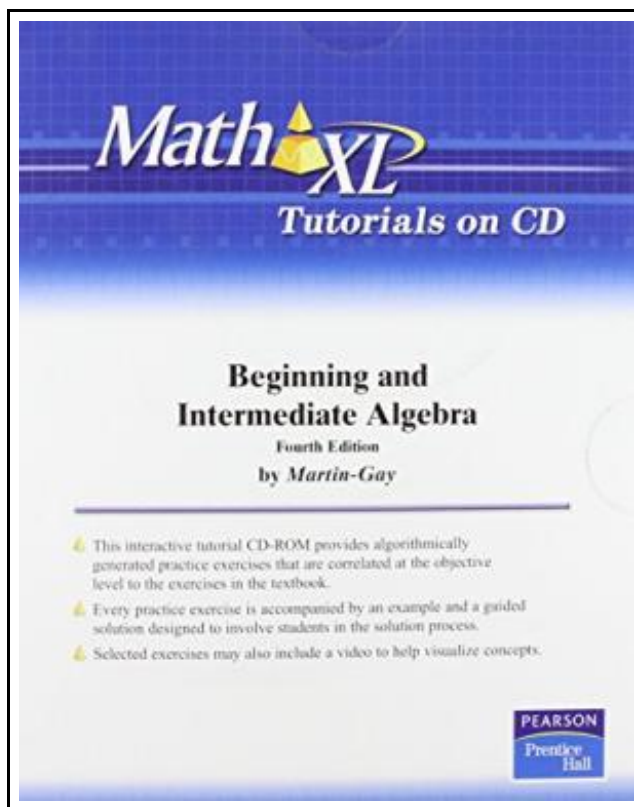 Math XL
Tutorials on CD
Beginning and
Intermediate Algebra
Fourth Edition
by Martin-Gay
This interactive tutorial CD-ROM provides algorithmically
generated practice exercises that are correlated at the objective
level to the exercises in the textbook.
Every practice exercise is accompanied by an example and a guided
solution designed to involve students in the solution process.
Selected exercises may also include a video to help visualize concepts.
PEARSON
Prentice
Hall